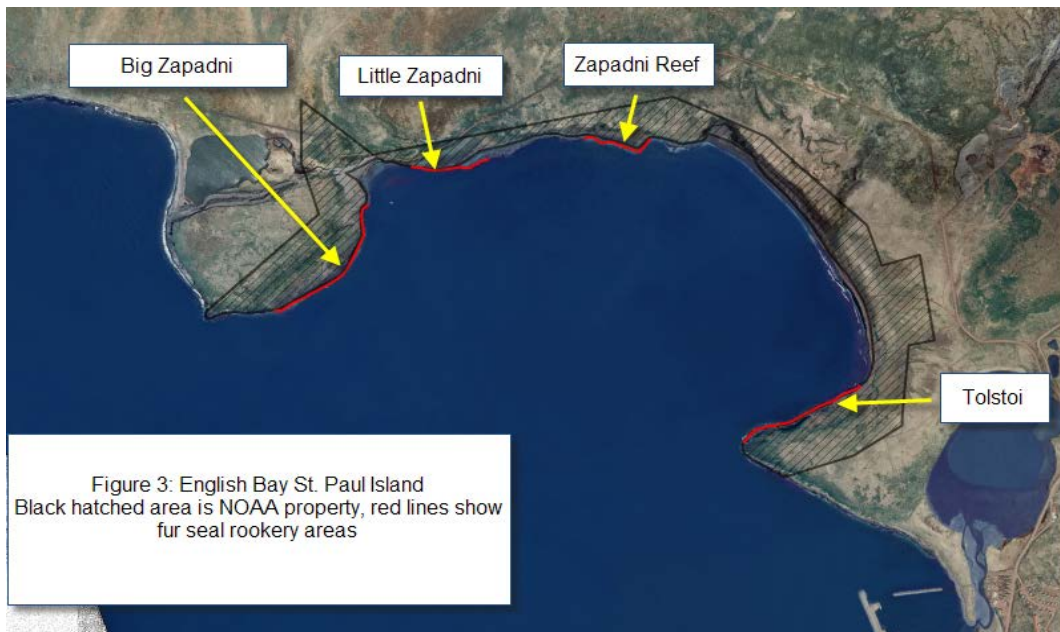 Big Zapadni
Little Zapadni
Zapadni Reef
Tolstoi
Figure 3: English Bay St. Paul Island
Black hatched area is NOAA property, red lines show
fur seal rookery areas